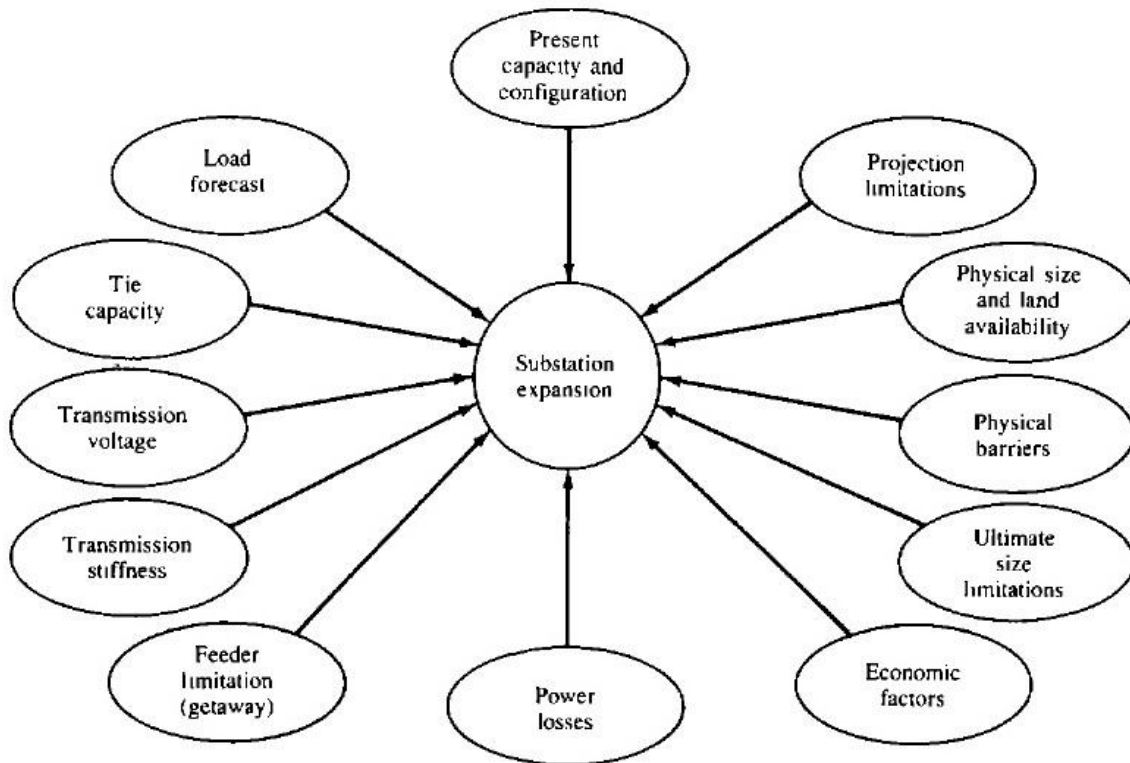 Present
capacity and
configuration
Load
forecast
Projection
limitations
Tie
capacity
Physical size
and land
availability
Substation
expansion
Transmission
voltage
Physical
barriers
Transmission
stiffness
Ultimate
size
limitations
Feeder
limitation
(getaway)
Power
losses
Economic
factors